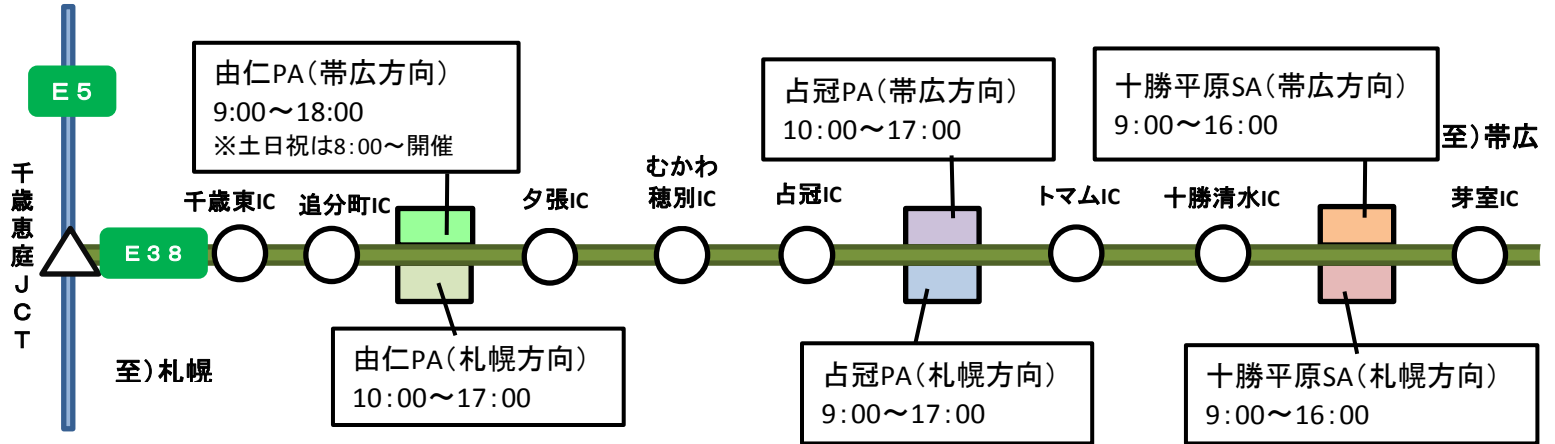 E5
千歳恵庭JCT
E38
由仁PA(帯広方向)
9:00～18:00
※土日祝は8:00～開催
占冠PA(帯広方向)
10:00～17:00
十勝平原SA(帯広方向)
9:00～16:00
至)帯広
千歳東IC
追分町IC
夕張IC
むかわ
穂別IC
占冠IC
トマムIC
十勝清水IC
芽室IC
至)札幌
由仁PA(札幌方向)
10:00～17:00
占冠PA(札幌方向)
9:00～17:00
十勝平原SA(札幌方向)
9:00～16:00